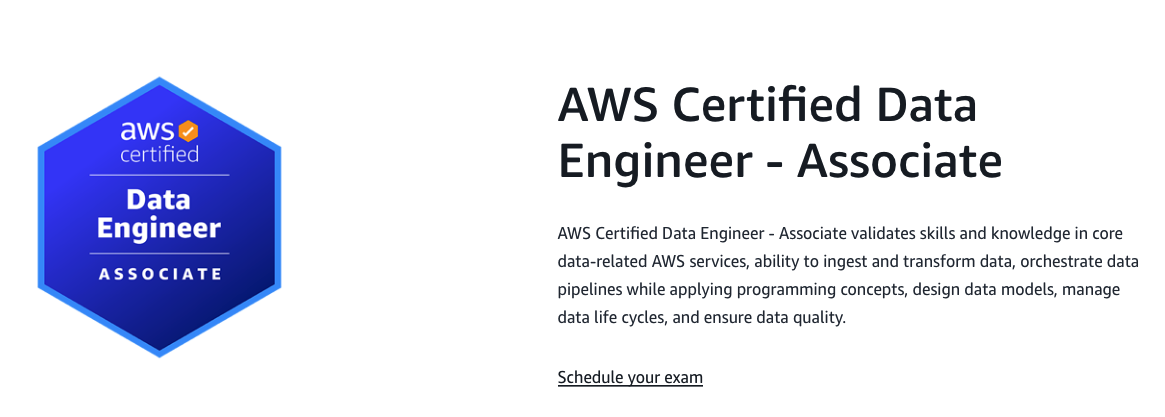 aws
certified
Data
Engineer
ASSOCIATE
AWS Certified Data
Engineer - Associate
AWS Certified Data Engineer - Associate validates skills and knowledge in core
data-related AWS services, ability to ingest and transform data, orchestrate data
pipelines while applying programming concepts, design data models, manage
data life cycles, and ensure data quality.
Schedule your exam